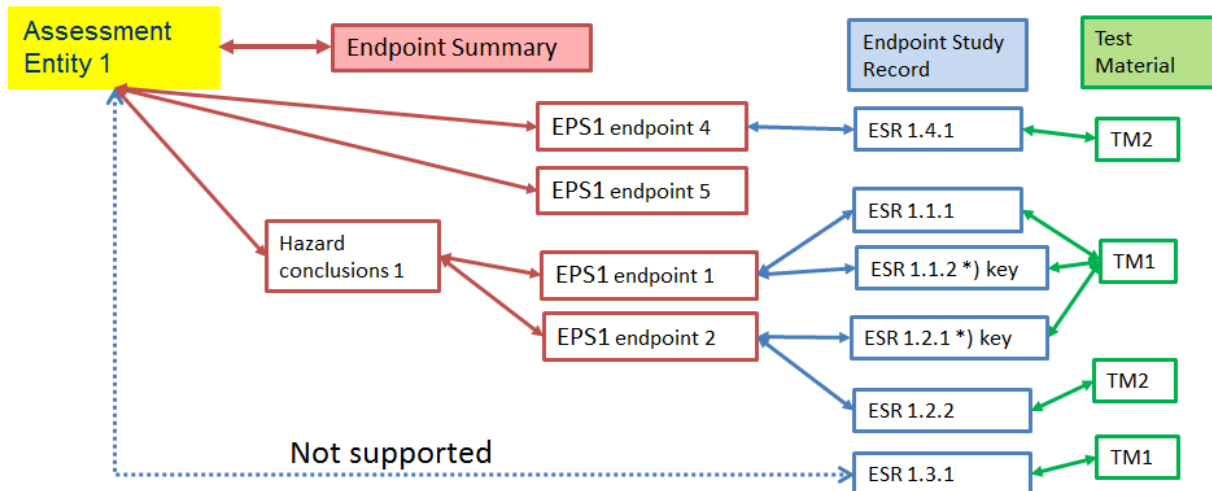 Assessment
Entity 1
Endpoint Summary
Endpoint Study
Record
Test
Material
EPS1 endpoint 4
ESR 1.4.1
TM2
EPS1 endpoint 5
ESR 1.1.1
Hazard
conclusions 1
EPS1 endpoint 1
ESR 1.1.2 *) key
TM1
EPS1 endpoint 2
ESR 1.2.1 *) key
TM2
ESR 1.2.2
Not supported
TM1
ESR 1.3.1